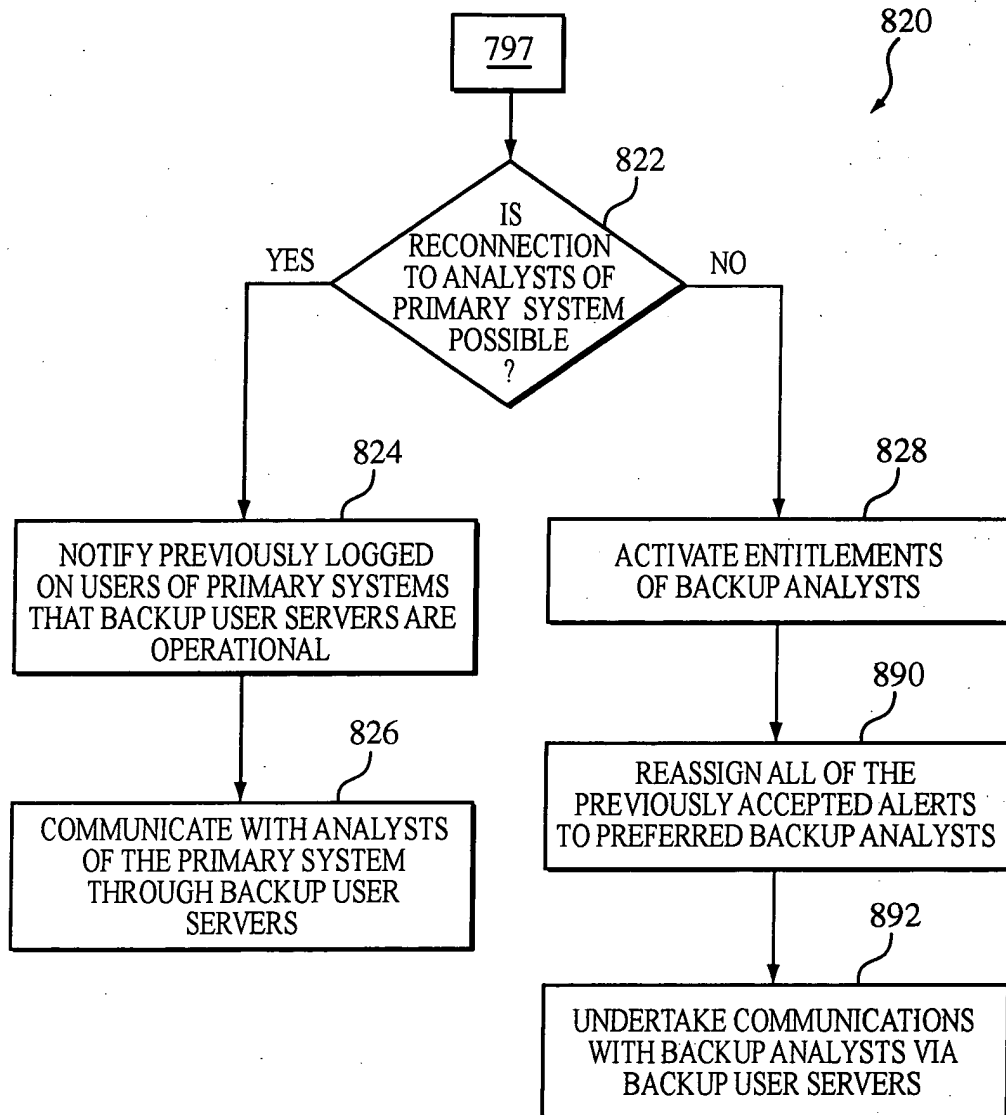 797
820
822
IS
RECONNECTION
TO ANALYSTS OF
PRIMARY SYSTEM
POSSIBLE
?
YES
NO
824
NOTIFY PREVIOUSLY LOGGED
ON USERS OF PRIMARY SYSTEMS
THAT BACKUP USER SERVERS ARE
OPERATIONAL
826
COMMUNICATE WITH ANALYSTS
OF THE PRIMARY SYSTEM
THROUGH BACKUP USER
SERVERS
828
ACTIVATE ENTITLEMENTS
OF BACKUP ANALYSTS
890
REASSIGN ALL OF THE
PREVIOUSLY ACCEPTED ALERTS
TO PREFERRED BACKUP ANALYSTS
892
UNDERTAKE COMMUNICATIONS
WITH BACKUP ANALYSTS VIA
BACKUP USER SERVERS